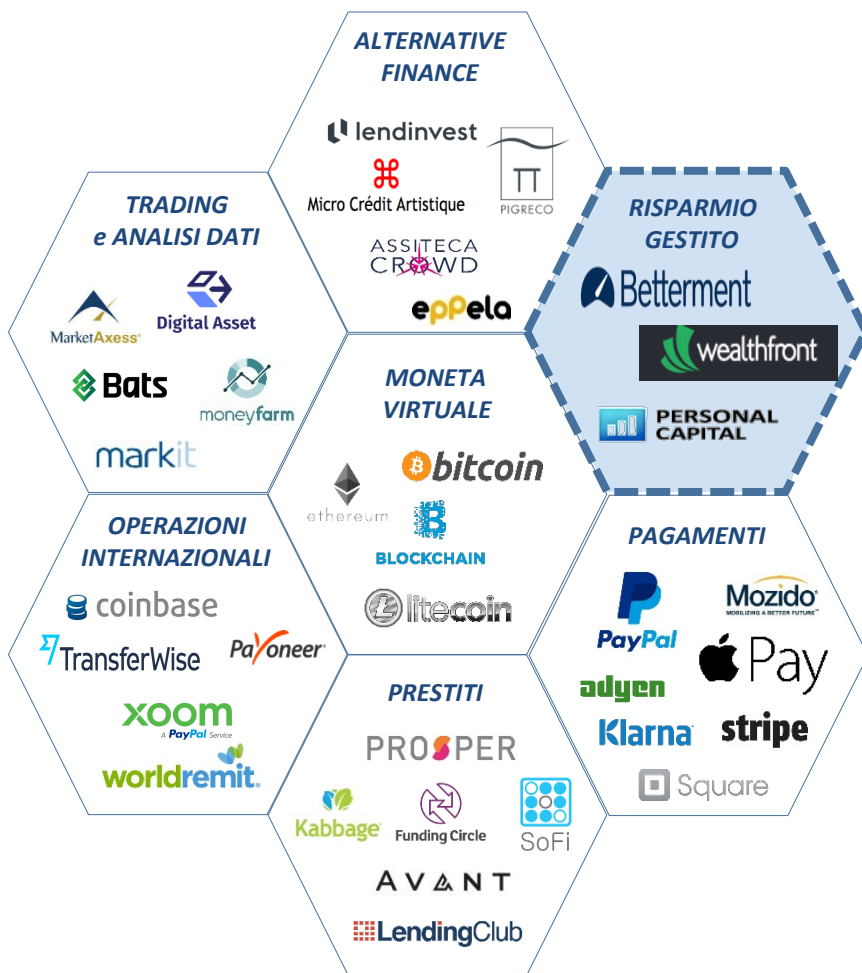 ALTERNATIVE
FINANCE
lendinvest
Micro Crédit Artistique
PIGRECO
ASSITECA
CROWD
eppela
TRADING
e ANALISI DATI
MarketAxess®
Digital Asset
Bats
moneyfarm
markit
RISPARMIO
GESTITO
Betterment
wealthfront
PERSONAL
CAPITAL
MONETA
VIRTUALE
bitcoin
ethereum
BLOCKCHAIN
litecoin
OPERAZIONI
INTERNAZIONALI
coinbase
TransferWise
Payoneer®
xoom
A PayPal Service
worldremit®
PAGAMENTI
PayPal
Mozido®
MOBILIZING A BETTER FUTURE™
Pay
adyen
Klarna
stripe
Square
PRESTITI
PROSPER
Kabbage®
Funding Circle
SoFi
AVANT
LendingClub